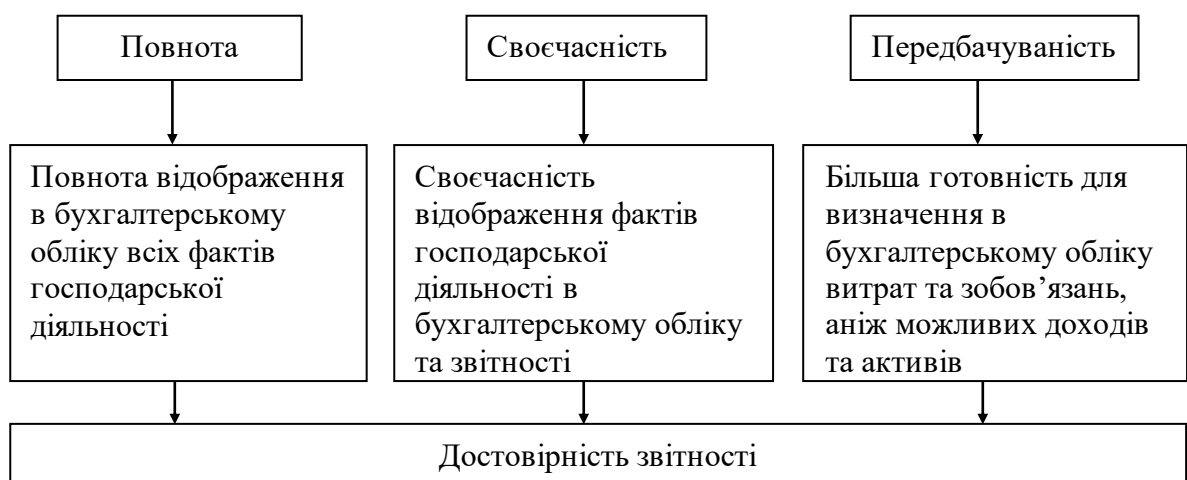 Повнота
Своєчасність
Передбачуваність
Повнота відображення
в бухгалтерському
обліку всіх фактів
господарської
діяльності
Своєчасність
відображення фактів
господарської
діяльності в
бухгалтерському обліку
та звітності
Більша готовність для
визначення в
бухгалтерському обліку
витрат та зобов’язань,
аніж можливих доходів
та активів
Достовірність звітності